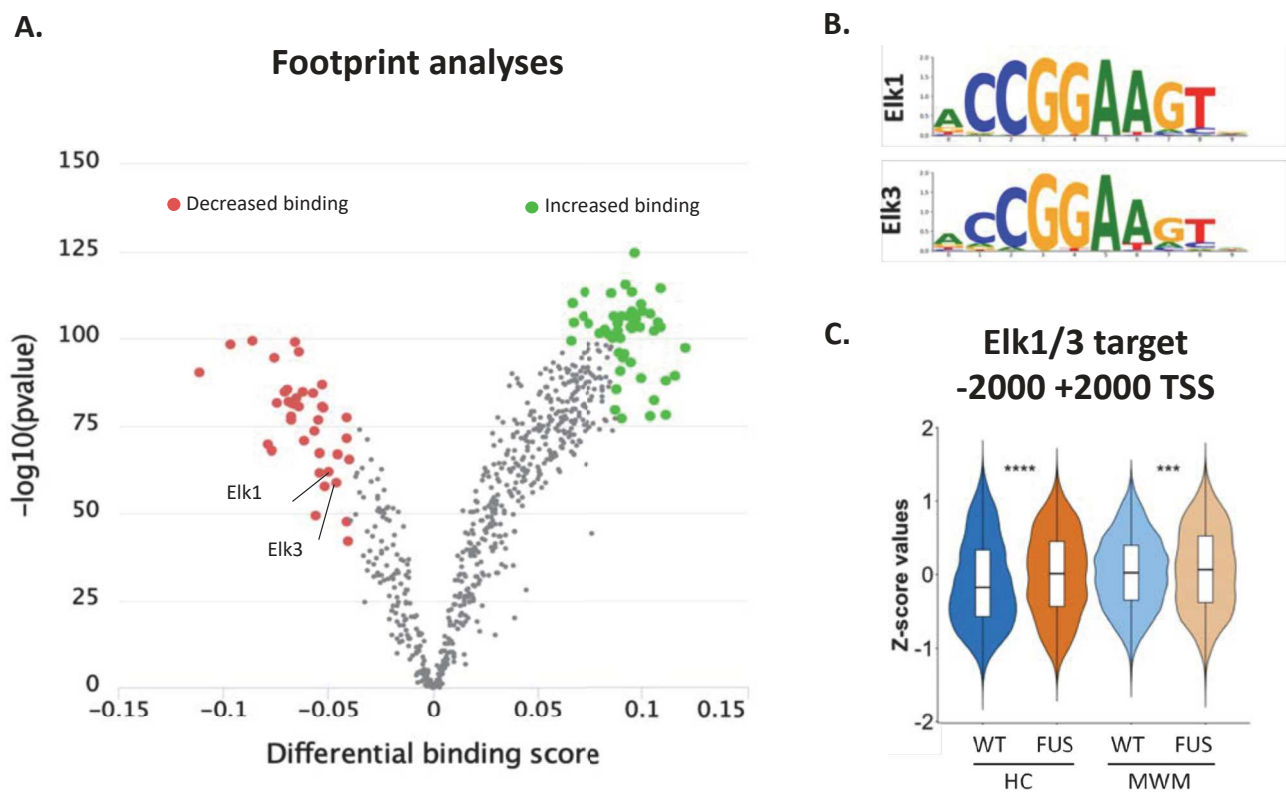 A.
Footprint analyses
150
125
100
75
50
25
0
−log10(pvalue)
Decreased binding
Increased binding
Elk1
Elk3
−0.15
−0.1
−0.05
0
0.05
0.1
0.15
Differential binding score
B.
Elk1
ACCGGAAGT
Elk3
ACCGGAAGT
C.
Elk1/3 target
-2000 +2000 TSS
Z-score values
2
1
0
-1
-2
****
***
WT
FUS
WT
FUS
HC
MWM